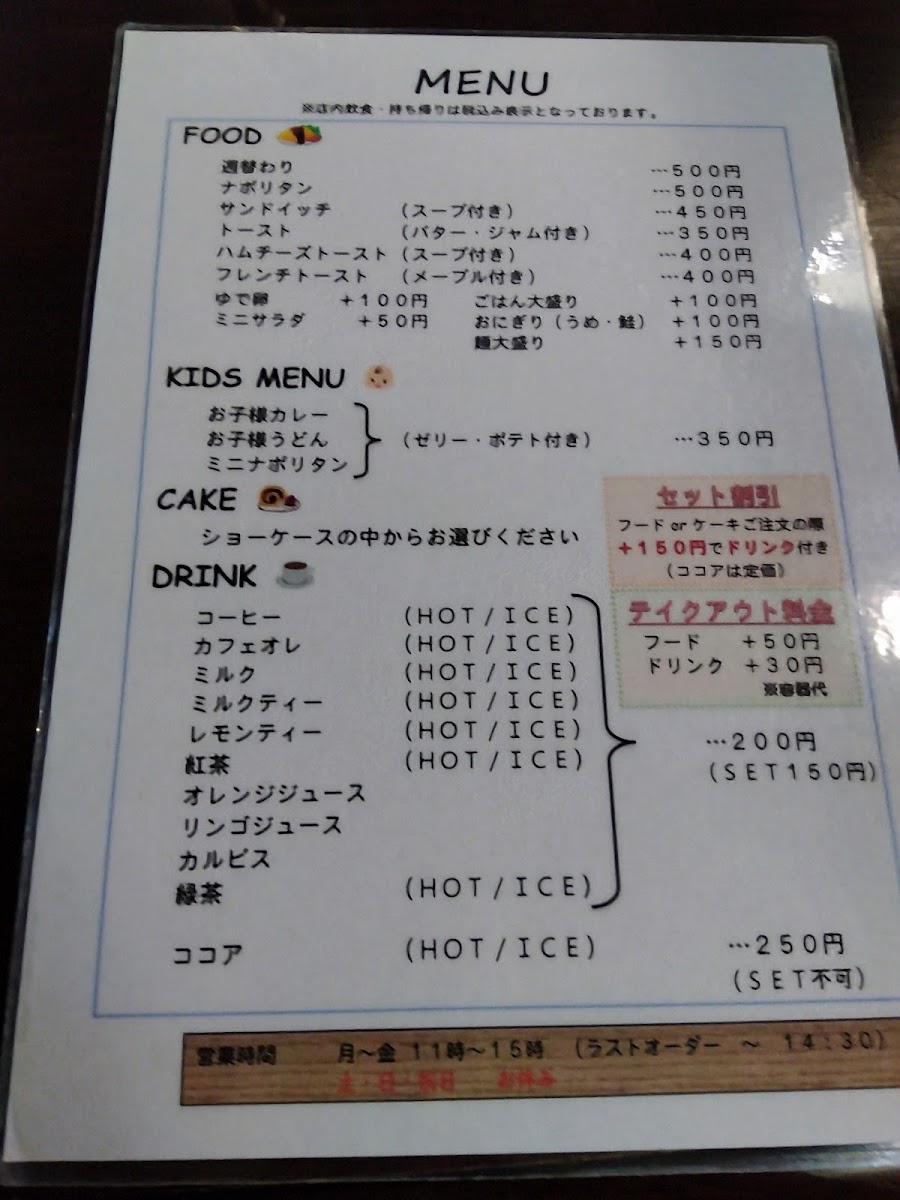 MENU
※店内飲食・持ち帰りは税込み表示となっております。
FOOD
週替わり …500円
ナポリタン …500円
サンドイッチ (スープ付き) …450円
トースト (バター・ジャム付き) …350円
ハムチーズトースト (スープ付き) …400円
フレンチトースト (メープル付き) …400円
ゆで卵 +100円 ごはん大盛り +100円
ミニサラダ +50円 おにぎり(うめ・鮭) +100円
麺大盛り +150円
KIDS MENU
お子様カレー
お子様うどん (ゼリー・ポテト付き) …350円
ミニナポリタン
CAKE
ショーケースの中からお選びください
セット割引
フード or ケーキご注文の際
+150円でドリンク付き
(ココアは定価)
DRINK
テイクアウト料金
フード +50円
ドリンク +30円
※容器代
コーヒー (HOT/ICE)
カフェオレ (HOT/ICE)
ミルク (HOT/ICE)
ミルクティー (HOT/ICE)
レモンティー (HOT/ICE)
紅茶 (HOT/ICE)
オレンジジュース
リンゴジュース
カルピス
緑茶 (HOT/ICE)
…200円
(SET150円)
ココア (HOT/ICE) …250円
(SET不可)
営業時間 月~金 11時~15時 (ラストオーダー ~ 14:30)
土・日・祝日 お休み